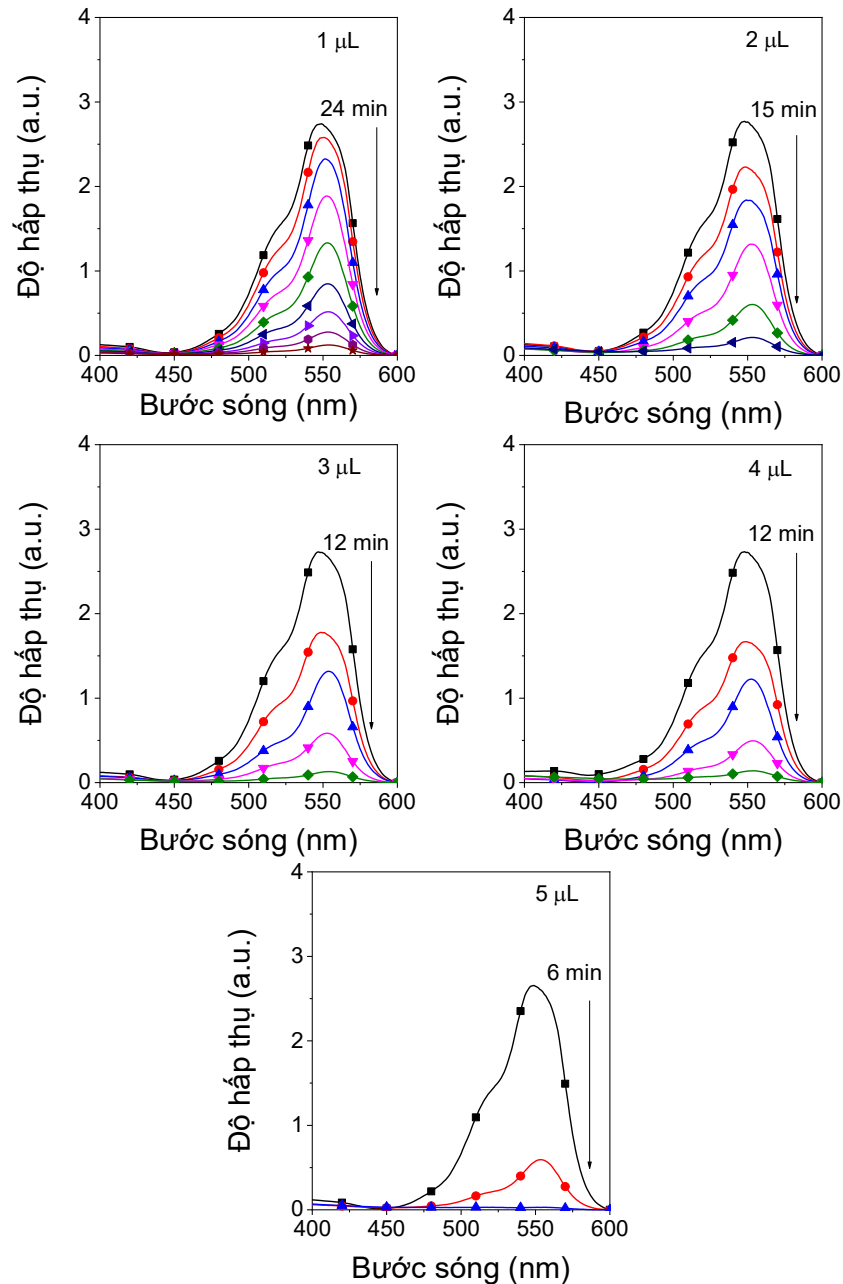 1 μL
24 min
Độ hấp thụ (a.u.)
4
3
2
1
0
400 450 500 550 600
Bước sóng (nm)
2 μL
15 min
Độ hấp thụ (a.u.)
4
3
2
1
0
400 450 500 550 600
Bước sóng (nm)
3 μL
12 min
Độ hấp thụ (a.u.)
4
3
2
1
0
400 450 500 550 600
Bước sóng (nm)
4 μL
12 min
Độ hấp thụ (a.u.)
4
3
2
1
0
400 450 500 550 600
Bước sóng (nm)
5 μL
6 min
Độ hấp thụ (a.u.)
4
3
2
1
0
400 450 500 550 600
Bước sóng (nm)